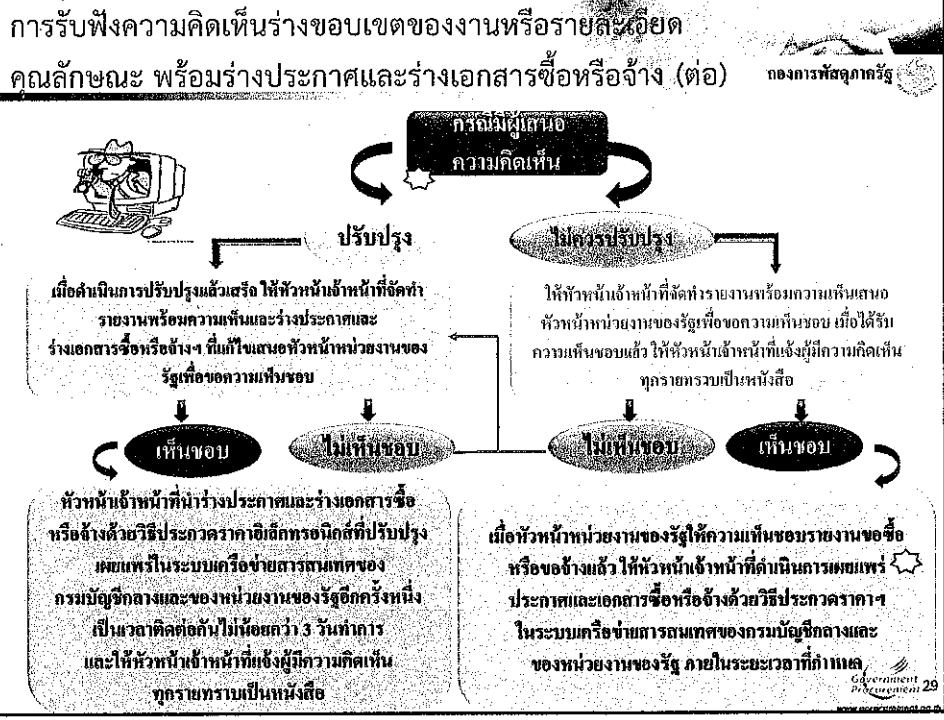 การรับฟังความคิดเห็นร่างขอบเขตของงานหรือรายละเอียด
คุณลักษณะ พร้อมร่างประกาศและร่างเอกสารซื้อหรือจ้าง (ต่อ)
กองการพัสดุภาครัฐ
กรณีมีผู้เสนอ
ความคิดเห็น
ปรับปรุง
ไม่ควรปรับปรุง
เมื่อดำเนินการปรับปรุงแล้วเสร็จ ให้หัวหน้าเจ้าหน้าที่จัดทำ
รายงานพร้อมความเห็นและร่างประกาศและ
ร่างเอกสารซื้อหรือจ้างฯ ที่แก้ไขเสนอหัวหน้าหน่วยงานของ
รัฐเพื่อขอความเห็นชอบ
ให้หัวหน้าเจ้าหน้าที่จัดทำรายงานพร้อมความเห็นเสนอ
หัวหน้าหน่วยงานของรัฐเพื่อขอความเห็นชอบ เมื่อได้รับ
ความเห็นชอบแล้ว ให้หัวหน้าเจ้าหน้าที่แจ้งผู้มีความคิดเห็น
ทุกรายทราบเป็นหนังสือ
เห็นชอบ
ไม่เห็นชอบ
ไม่เห็นชอบ
เห็นชอบ
หัวหน้าเจ้าหน้าที่นำร่างประกาศและร่างเอกสารซื้อ
หรือจ้างด้วยวิธีประกวดราคาอิเล็กทรอนิกส์ที่ปรับปรุง
เผยแพร่ในระบบเครือข่ายสารสนเทศของ
กรมบัญชีกลางและของหน่วยงานของรัฐอีกครั้งหนึ่ง
เป็นเวลาติดต่อกันไม่น้อยกว่า 3 วันทำการ
และให้หัวหน้าเจ้าหน้าที่แจ้งผู้มีความคิดเห็น
ทุกรายทราบเป็นหนังสือ
เมื่อหัวหน้าหน่วยงานของรัฐให้ความเห็นชอบรายงานขอซื้อ
หรือขอจ้างแล้ว ให้หัวหน้าเจ้าหน้าที่ดำเนินการเผยแพร่
ประกาศและเอกสารซื้อหรือจ้างด้วยวิธีประกวดราคาฯ
ในระบบเครือข่ายสารสนเทศของกรมบัญชีกลางและ
ของหน่วยงานของรัฐ ภายในระยะเวลาที่กำหนด
Government
Procurement 29